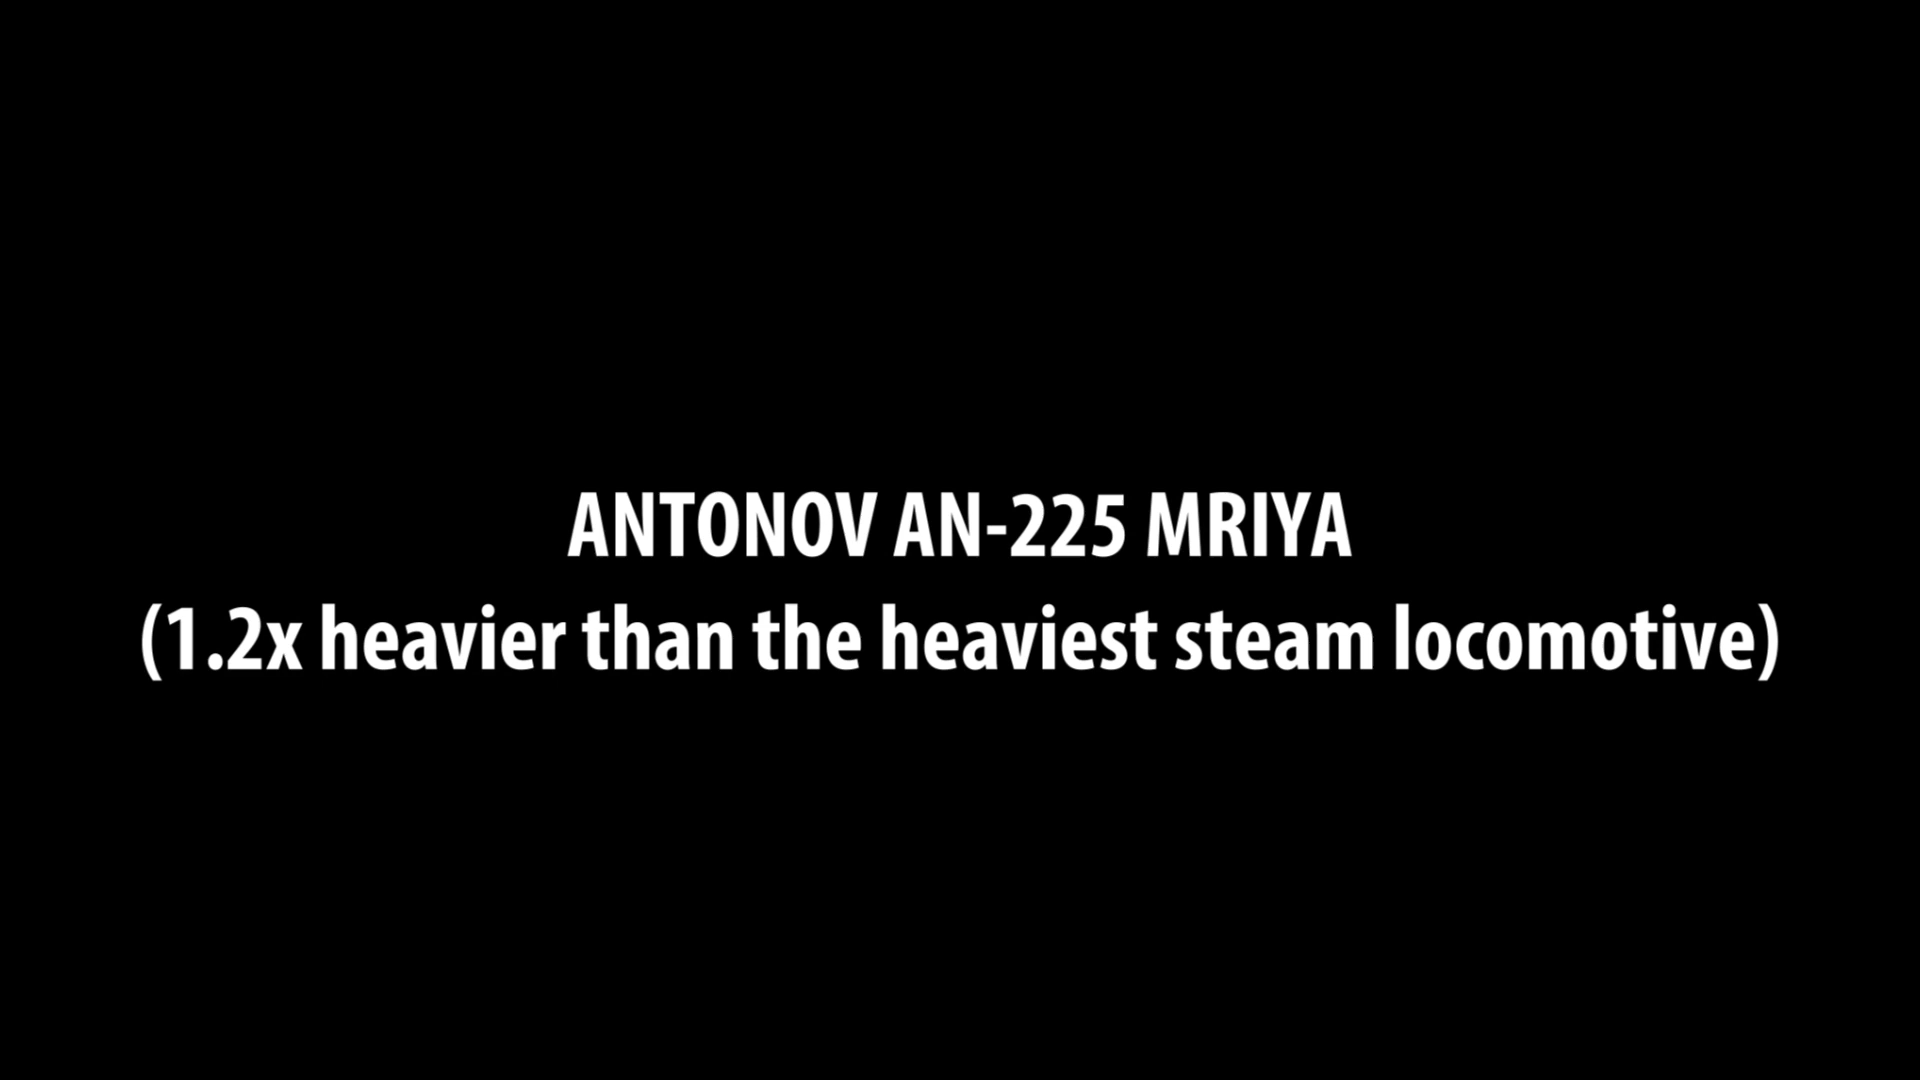 ANTONOV AN-225 MRIYA
(1.2x heavier than the heaviest steam locomotive)